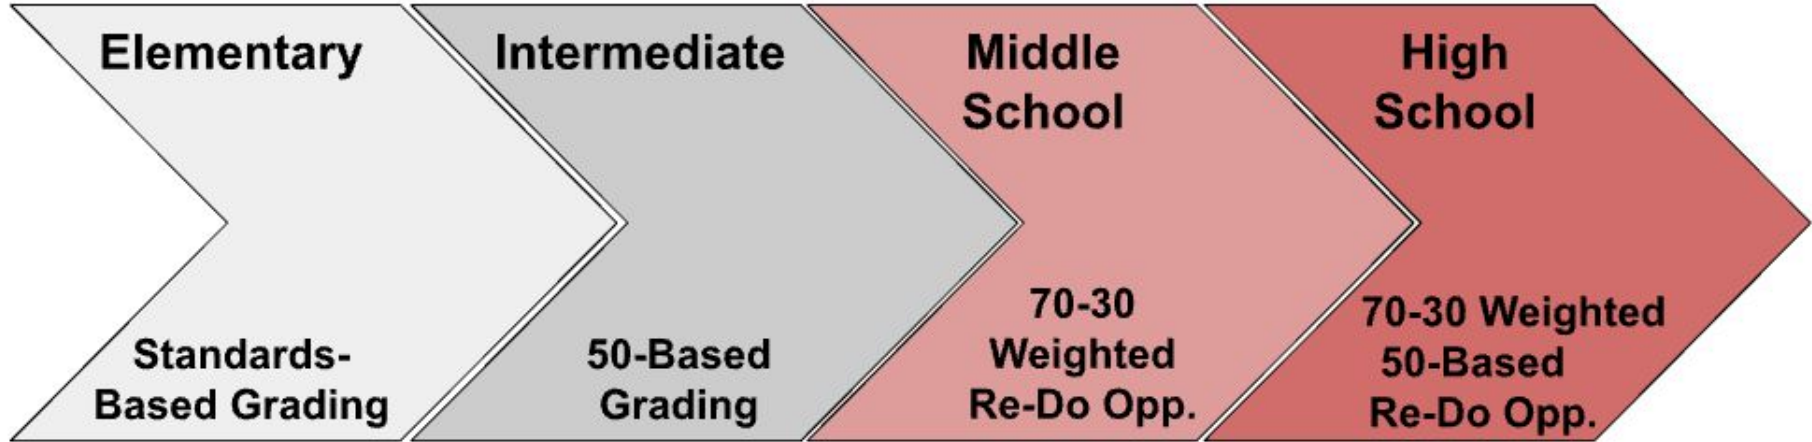 Elementary
Standards-
Based Grading
Intermediate
50-Based
Grading
Middle
School
70-30
Weighted
Re-Do Opp.
High
School
70-30 Weighted
50-Based
Re-Do Opp.